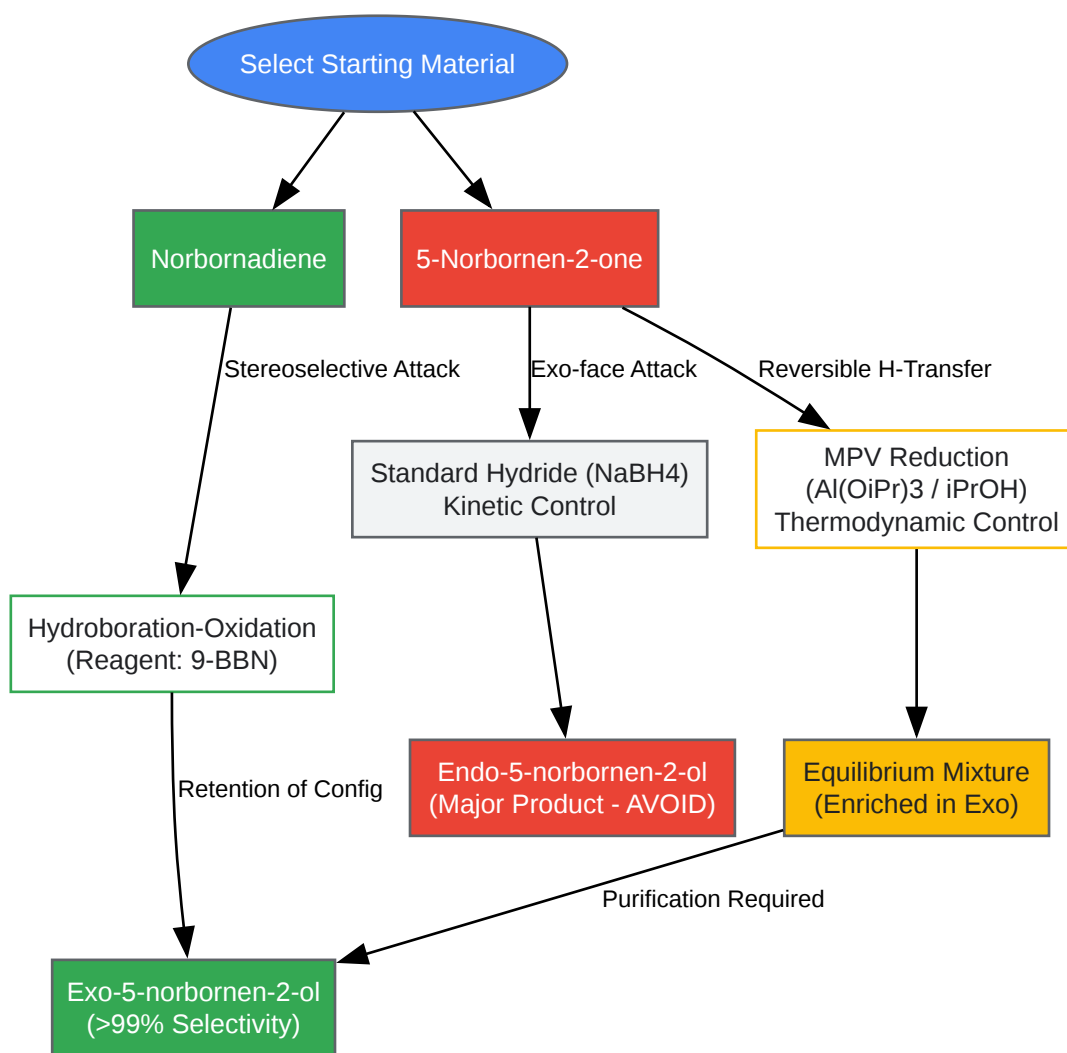 Select Starting Material
Norbornadiene
5-Norbornen-2-one
Stereoselective Attack
Exo-face Attack
Reversible H-Transfer
Standard Hydride (NaBH4)
Kinetic Control
MPV Reduction
(Al(OiPr)3 / iPrOH)
Thermodynamic Control
Hydroboration-Oxidation
(Reagent: 9-BBN)
Retention of Config
Endo-5-norbornen-2-ol
(Major Product - AVOID)
Equilibrium Mixture
(Enriched in Exo)
Purification Required
Exo-5-norbornen-2-ol
(>99% Selectivity)